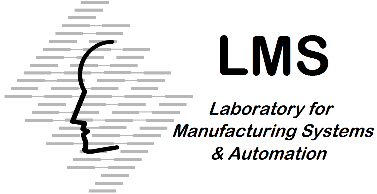 LMS
Laboratory for
Manufacturing Systems
& Automation